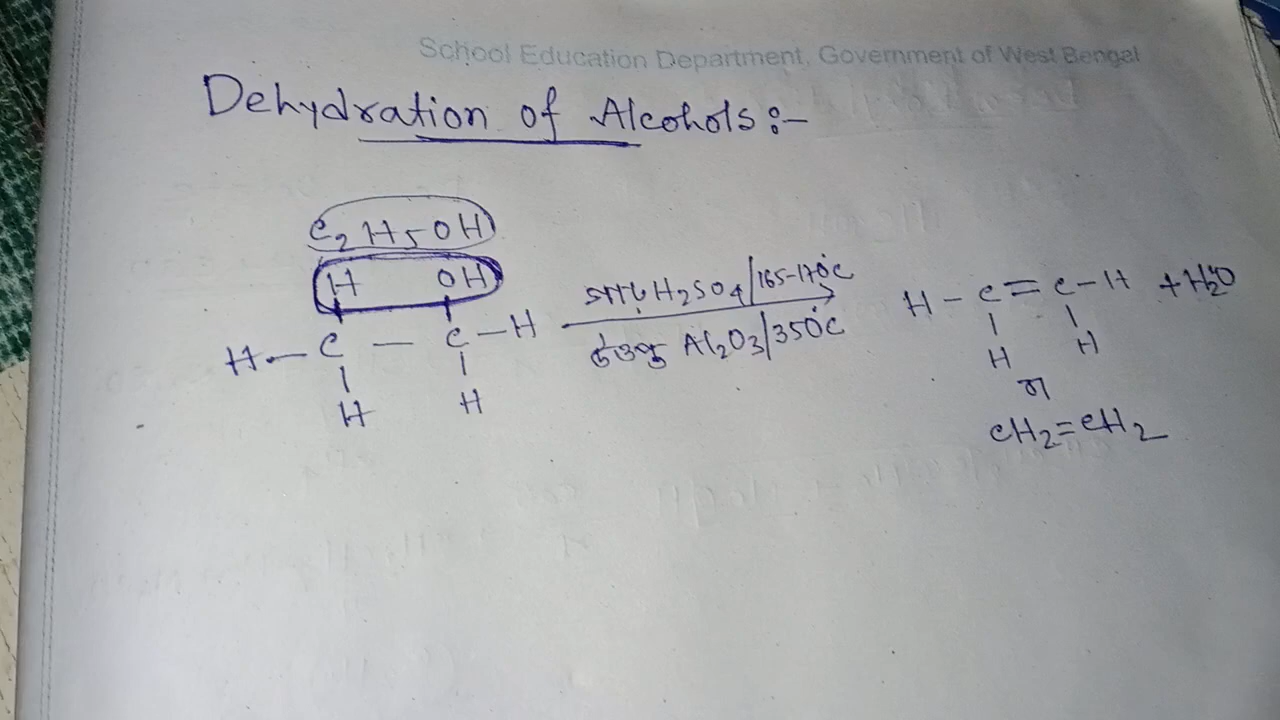 School Education Department, Government of West Bengal
Dehydration of Alcohols :-
C2H5OH
H OH
H - C - C - H
H H
গাঢ় H2SO4/165-170°C
উত্তপ্ত Al2O3/350°C
H - C = C - H + H2O
H H
বা
CH2=CH2